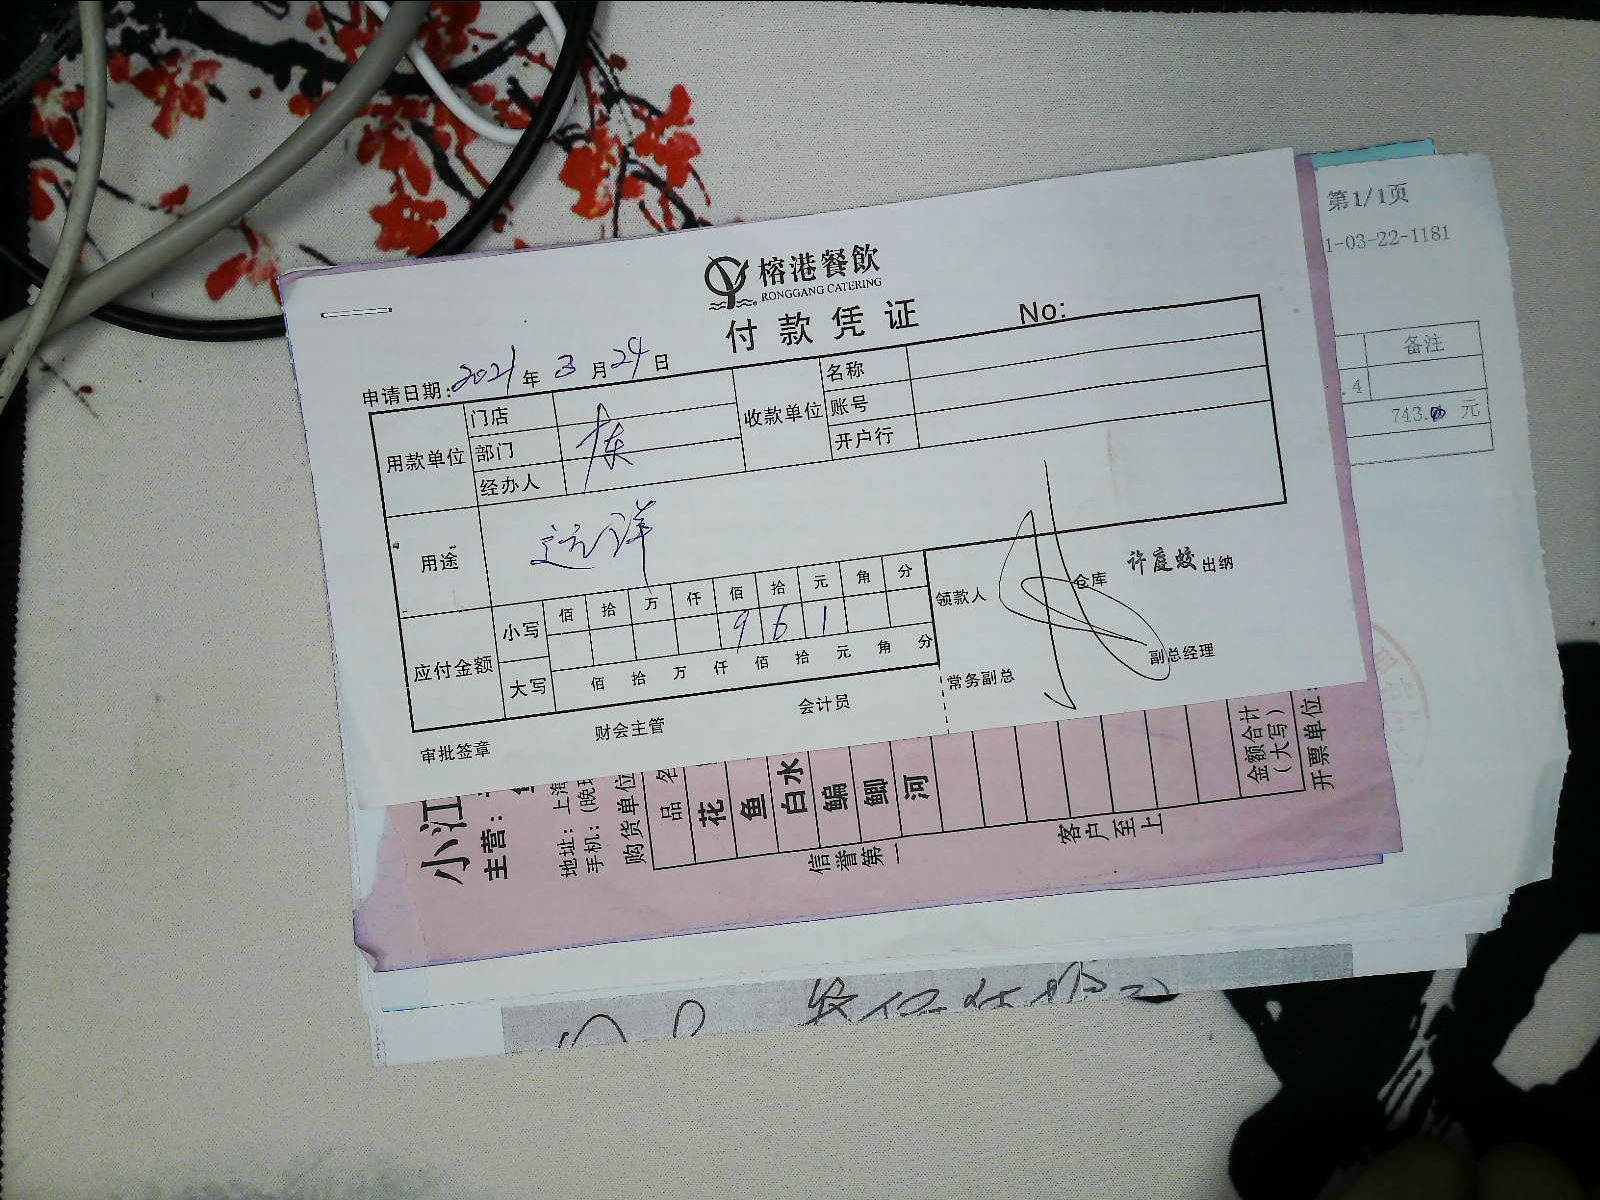 榕港餐飲
RONGGANG CATERING
付款凭证 No:
申请日期: 2021 年 3 月 24 日
用款单位 门店 收款单位 名称
部门 账号
经办人 开户行
用途 远洋
应付金额 小写 佰 拾 万 仟 佰 拾 元 角 分
9 6 1
大写 佰 拾 万 仟 佰 拾 元 角 分
领款人 仓库 许庭蛟 出纳
常务副总 副总经理
审批签章 财会主管 会计员
第1/1页
1-03-22-1181
备注
.4
743.0 元
小江
主营：
地址：上海
手机：(晚
购货单位
品名
花
鱼
白水
鳊
鲫
河
金额合计
(大写)
开票单位：
信誉第一
客户至上